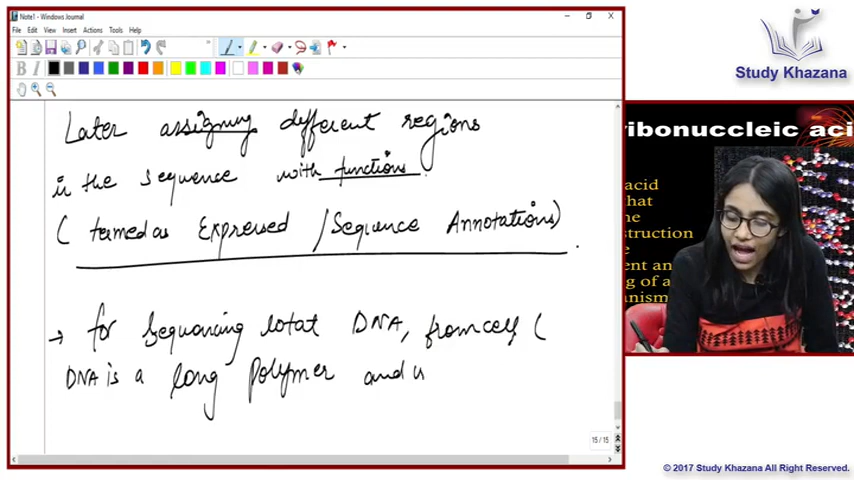 Note1 - Windows Journal
File Edit View Insert Actions Tools Help
Later assigning different regions
in the sequence with functions.
( termed as Expressed /Sequence Annotations) .
→ for sequencing total DNA, from cell (
DNA is a long Polymer and
15/15
Study Khazana
ribonuccleic aci
acid
hat
ne
struction
e
ent an
g of a
anism
© 2017 Study Khazana All Right Reserved.